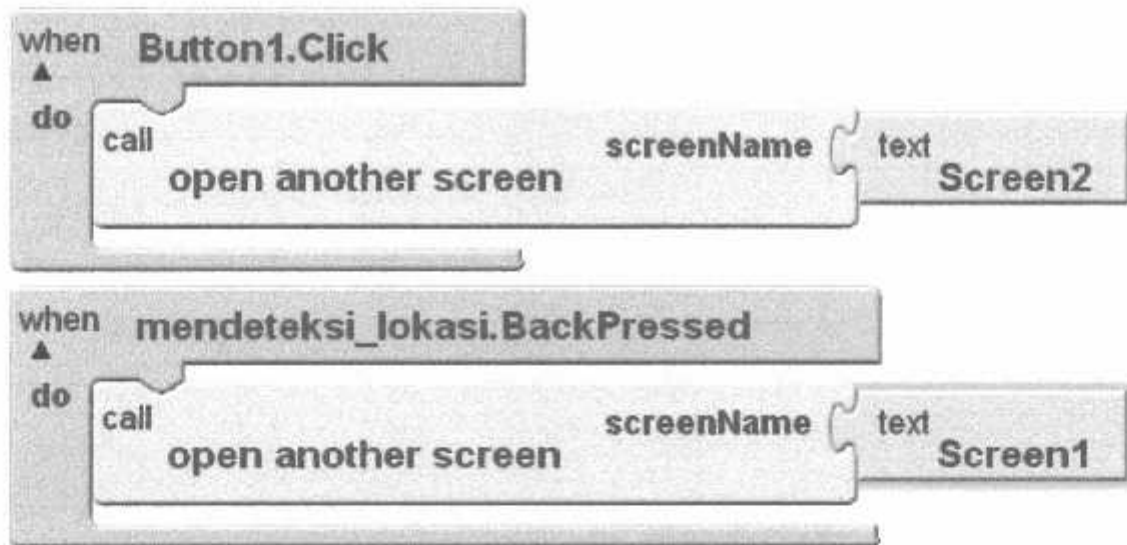 when Button1.Click
do
call
open another screen
screenName
text
Screen2
when mendeteksi_lokasi.BackPressed
do
call
open another screen
screenName
text
Screen1